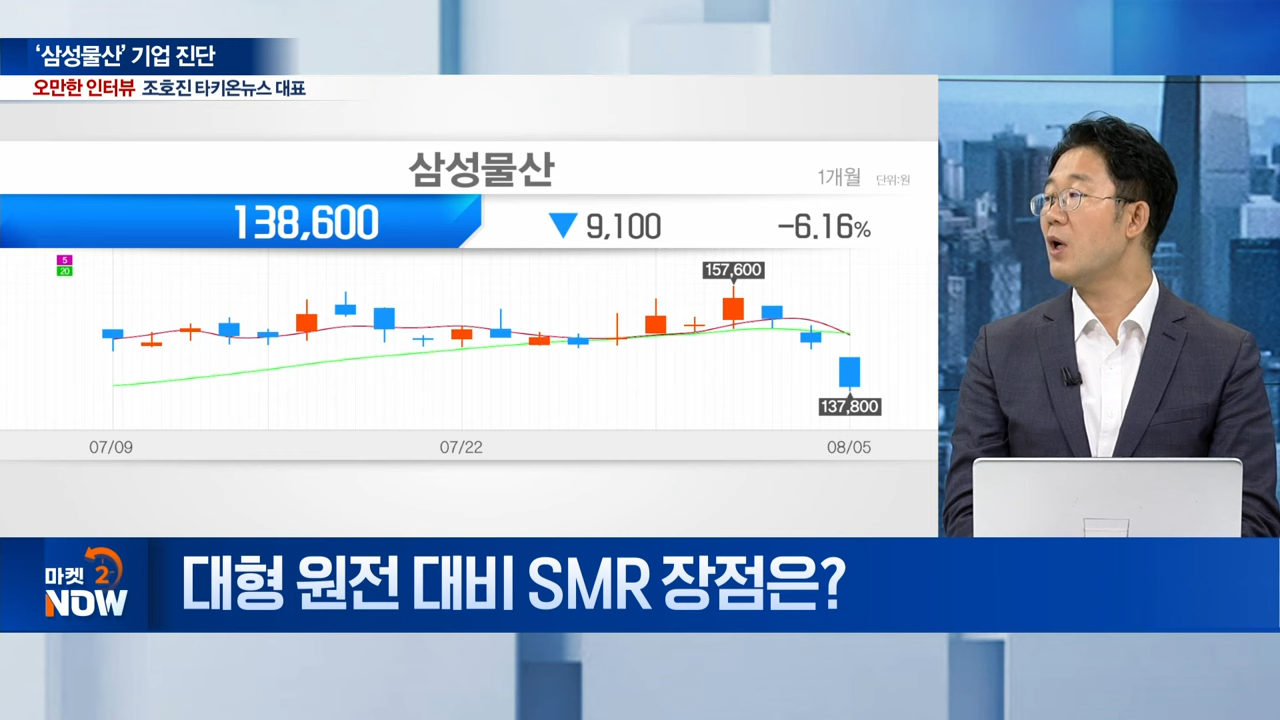 ‘삼성물산’ 기업 진단
오만한 인터뷰 조호진 타키온뉴스 대표
삼성물산
1개월 단위:원
138,600 ▼ 9,100 -6.16%
5
20
157,600
137,800
07/09 07/22 08/05
마켓 2
NOW
대형 원전 대비 SMR 장점은?